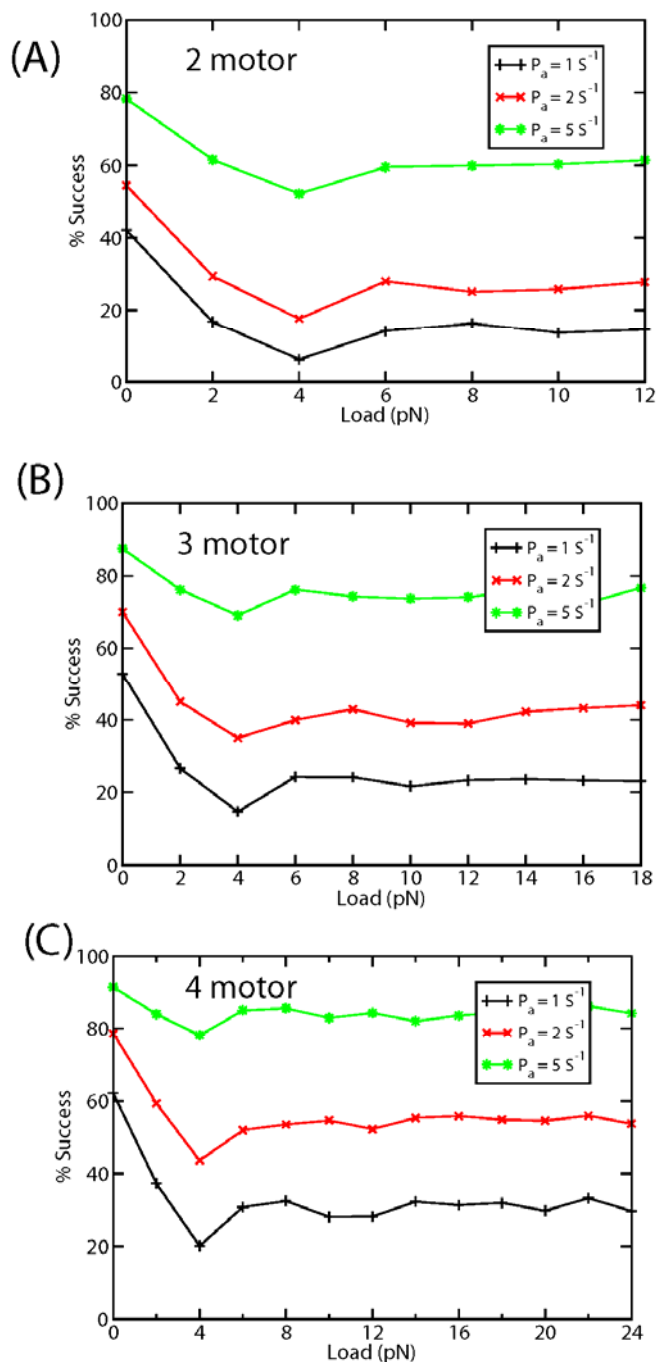 (A)
2 motor
P_a = 1 S^-1
P_a = 2 S^-1
P_a = 5 S^-1
100
80
60
40
20
0
% Success
0 2 4 6 8 10 12
Load (pN)
(B)
3 motor
P_a = 1 S^-1
P_a = 2 S^-1
P_a = 5 S^-1
100
80
60
40
20
0
% Success
0 2 4 6 8 10 12 14 16 18
Load (pN)
(C)
4 motor
P_a = 1 S^-1
P_a = 2 S^-1
P_a = 5 S^-1
100
80
60
40
20
0
% Success
0 4 8 12 16 20 24
Load (pN)